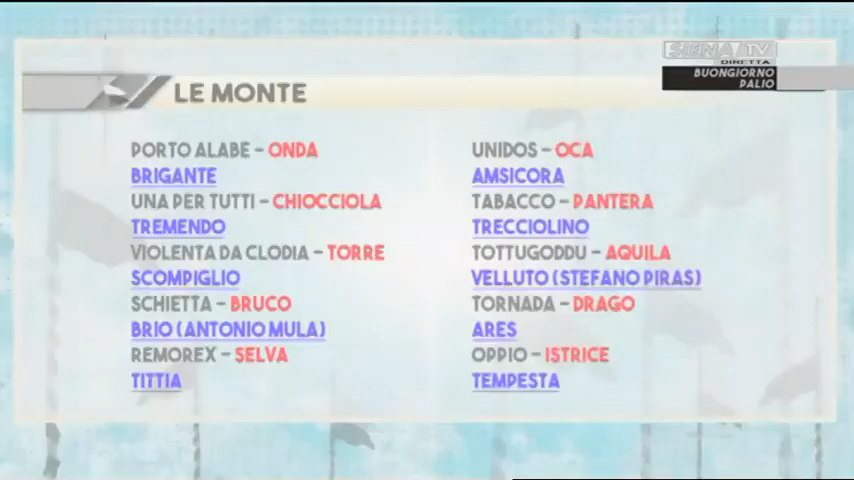 SIENA TV
DIRETTA
BUONGIORNO
PALIO
LE MONTE
PORTO ALABE - ONDA
BRIGANTE
UNA PER TUTTI - CHIOCCIOLA
TREMENDO
VIOLENTA DA CLODIA - TORRE
SCOMPIGLIO
SCHIETTA - BRUCO
BRIO (ANTONIO MULA)
REMOREX - SELVA
TITTIA
UNIDOS - OCA
AMSICORA
TABACCO - PANTERA
TRECCIOLINO
TOTTUGODDU - AQUILA
VELLUTO (STEFANO PIRAS)
TORNADA - DRAGO
ARES
OPPIO - ISTRICE
TEMPESTA